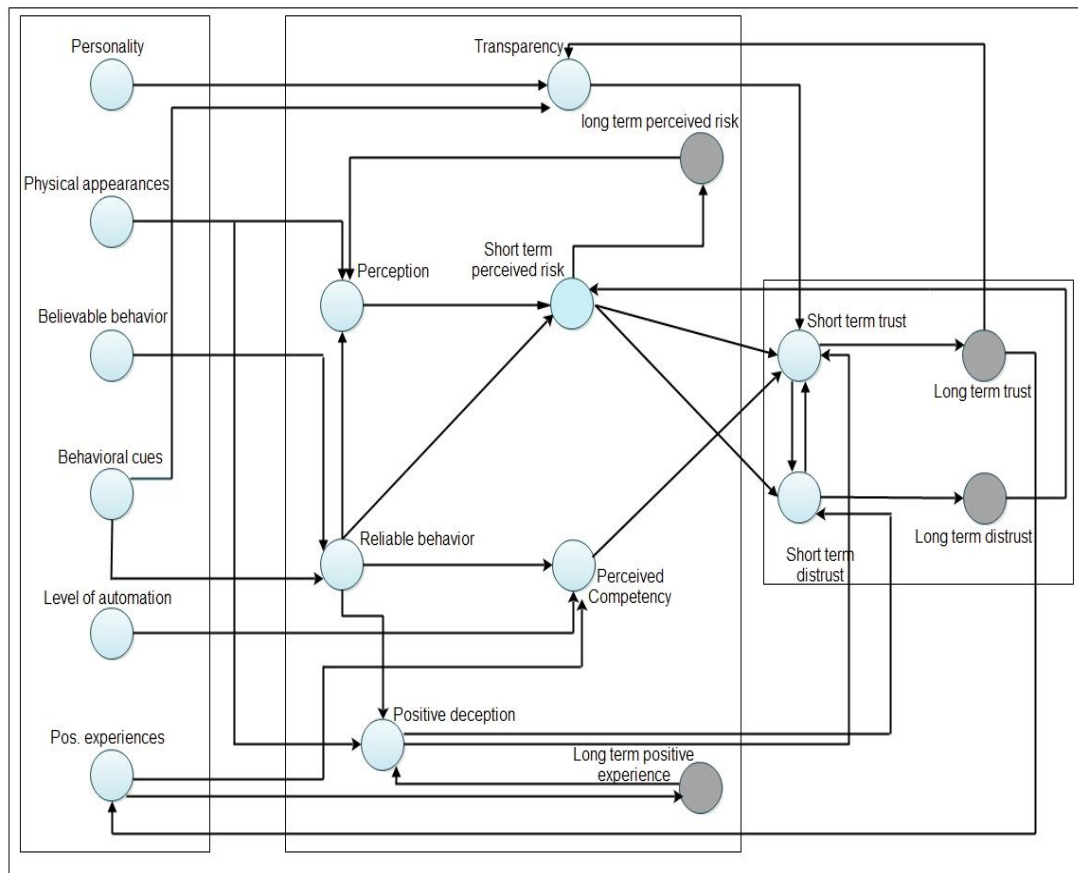 Personality
Transparency
long term perceived risk
Physical appearances
Short term
perceived risk
Perception
Believable behavior
Short term trust
Long term trust
Behavioral cues
Reliable behavior
Long term distrust
Short term
distrust
Perceived
Competency
Level of automation
Positive deception
Pos. experiences
Long term positive
experience